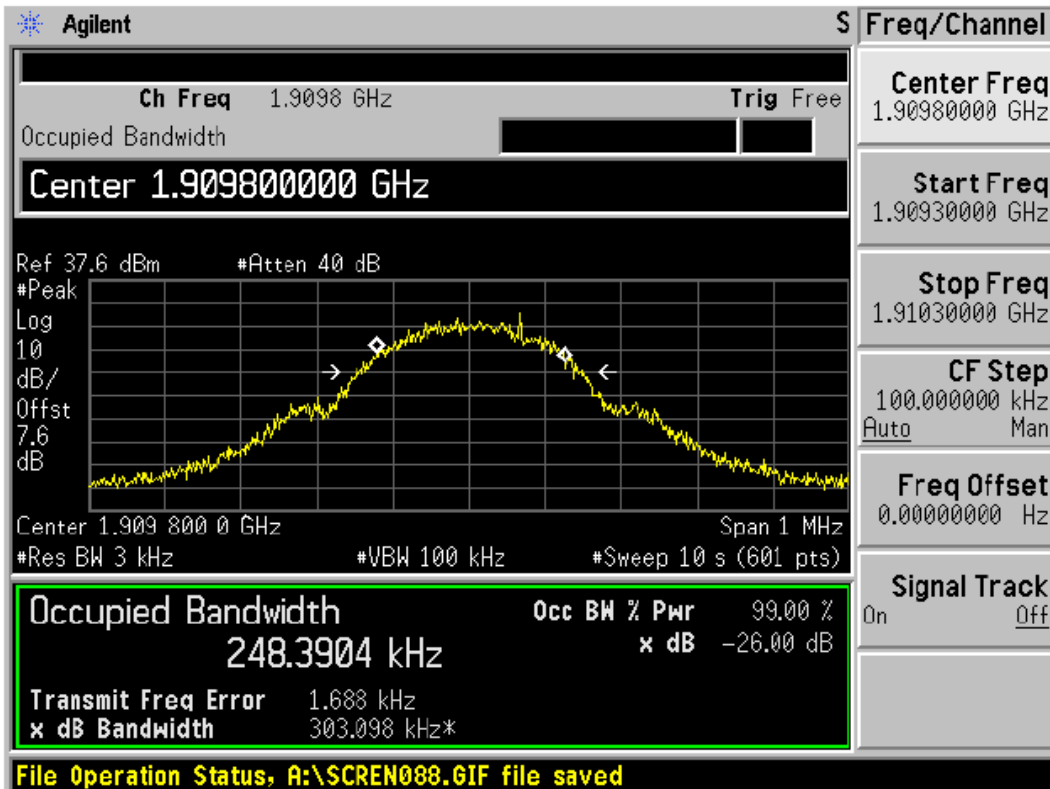 Agilent S
Freq/Channel
Ch Freq 1.9098 GHz Trig Free
Occupied Bandwidth
Center 1.909800000 GHz
Ref 37.6 dBm #Atten 40 dB
#Peak
Log
10
dB/
Offst
7.6
dB
Center 1.909 800 0 GHz Span 1 MHz
#Res BW 3 kHz #VBW 100 kHz #Sweep 10 s (601 pts)
Occupied Bandwidth Occ BW % Pwr 99.00 %
248.3904 kHz x dB -26.00 dB
Transmit Freq Error 1.688 kHz
x dB Bandwidth 303.098 kHz*
Center Freq
1.90980000 GHz
Start Freq
1.90930000 GHz
Stop Freq
1.91030000 GHz
CF Step
100.000000 kHz
Auto Man
Freq Offset
0.00000000 Hz
Signal Track
On Off
File Operation Status, A:\SCREN088.GIF file saved